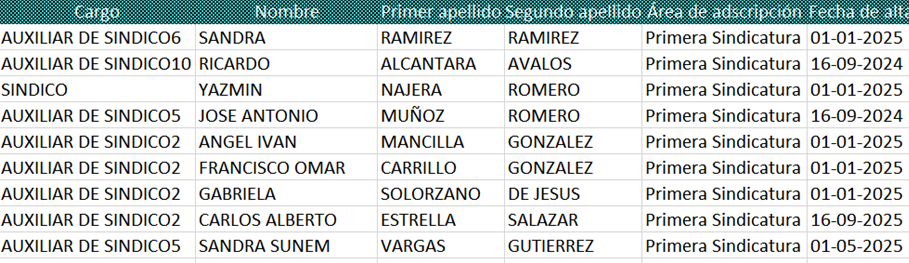 Cargo Nombre Primer apellido Segundo apellido Área de adscripción Fecha de alta
AUXILIAR DE SINDICO6 SANDRA RAMIREZ RAMIREZ Primera Sindicatura 01-01-2025
AUXILIAR DE SINDICO10 RICARDO ALCANTARA AVALOS Primera Sindicatura 16-09-2024
SINDICO YAZMIN NAJERA ROMERO Primera Sindicatura 01-01-2025
AUXILIAR DE SINDICO5 JOSE ANTONIO MUÑOZ ROMERO Primera Sindicatura 16-09-2024
AUXILIAR DE SINDICO2 ANGEL IVAN MANCILLA GONZALEZ Primera Sindicatura 01-01-2025
AUXILIAR DE SINDICO2 FRANCISCO OMAR CARRILLO GONZALEZ Primera Sindicatura 01-01-2025
AUXILIAR DE SINDICO2 GABRIELA SOLORZANO DE JESUS Primera Sindicatura 01-01-2025
AUXILIAR DE SINDICO2 CARLOS ALBERTO ESTRELLA SALAZAR Primera Sindicatura 16-09-2025
AUXILIAR DE SINDICO5 SANDRA SUNEM VARGAS GUTIERREZ Primera Sindicatura 01-05-2025